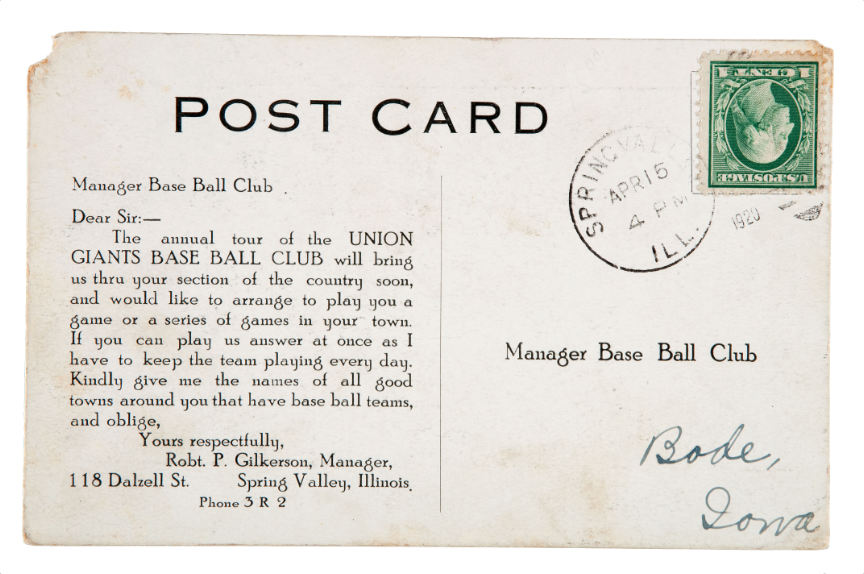 POST CARD
Manager Base Ball Club
Dear Sir:—
The annual tour of the UNION
GIANTS BASE BALL CLUB will bring
us thru your section of the country soon,
and would like to arrange to play you a
game or a series of games in your town.
If you can play us answer at once as I
have to keep the team playing every day.
Kindly give me the names of all good
towns around you that have base ball teams,
and oblige,
Yours respectfully,
Robt. P. Gilkerson, Manager,
118 Dalzell St. Spring Valley, Illinois.
Phone 3 R 2
U.S. POSTAGE
1 CENT 1
APR 15
4 PM
1920
ILL.
Manager Base Ball Club
Bode,
Iowa